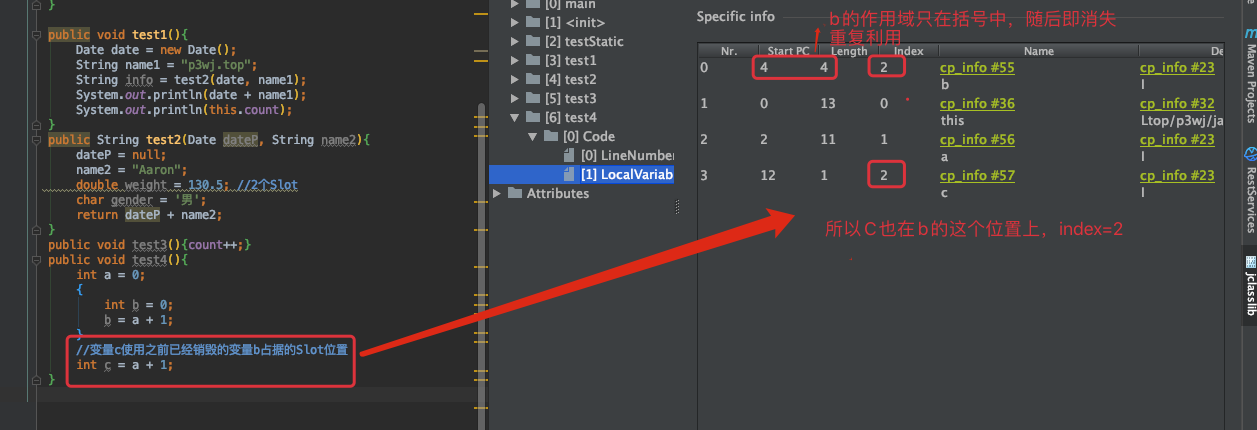 }
public void test1(){
Date date = new Date();
String name1 = "p3wj.top";
String info = test2(date, name1);
System.out.println(date + name1);
System.out.println(this.count);
}
public String test2(Date dateP, String name2){
dateP = null;
name2 = "Aaron";
double weight = 130.5; //2个Slot
char gender = '男';
return dateP + name2;
}
public void test3(){count++;}
public void test4(){
int a = 0;
{
int b = 0;
b = a + 1;
}
//变量c使用之前已经销毁的变量b占据的Slot位置
int c = a + 1;
}
[0] main
[1] <init>
[2] testStatic
[3] test1
[4] test2
[5] test3
[6] test4
[0] Code
[0] LineNumber
[1] LocalVariab
Attributes
Specific info
b的作用域只在括号中，随后即消失
重复利用
Nr. Start PC Length Index Name De
0 4 4 2 cp_info #55 cp_info #23
b I
1 0 13 0 cp_info #36 cp_info #32
this Ltop/p3wj/ja
2 2 11 1 cp_info #56 cp_info #23
a I
3 12 1 2 cp_info #57 cp_info #23
c I
所以C也在b的这个位置上，index=2
Maven Projects
RestServices
jclasslib